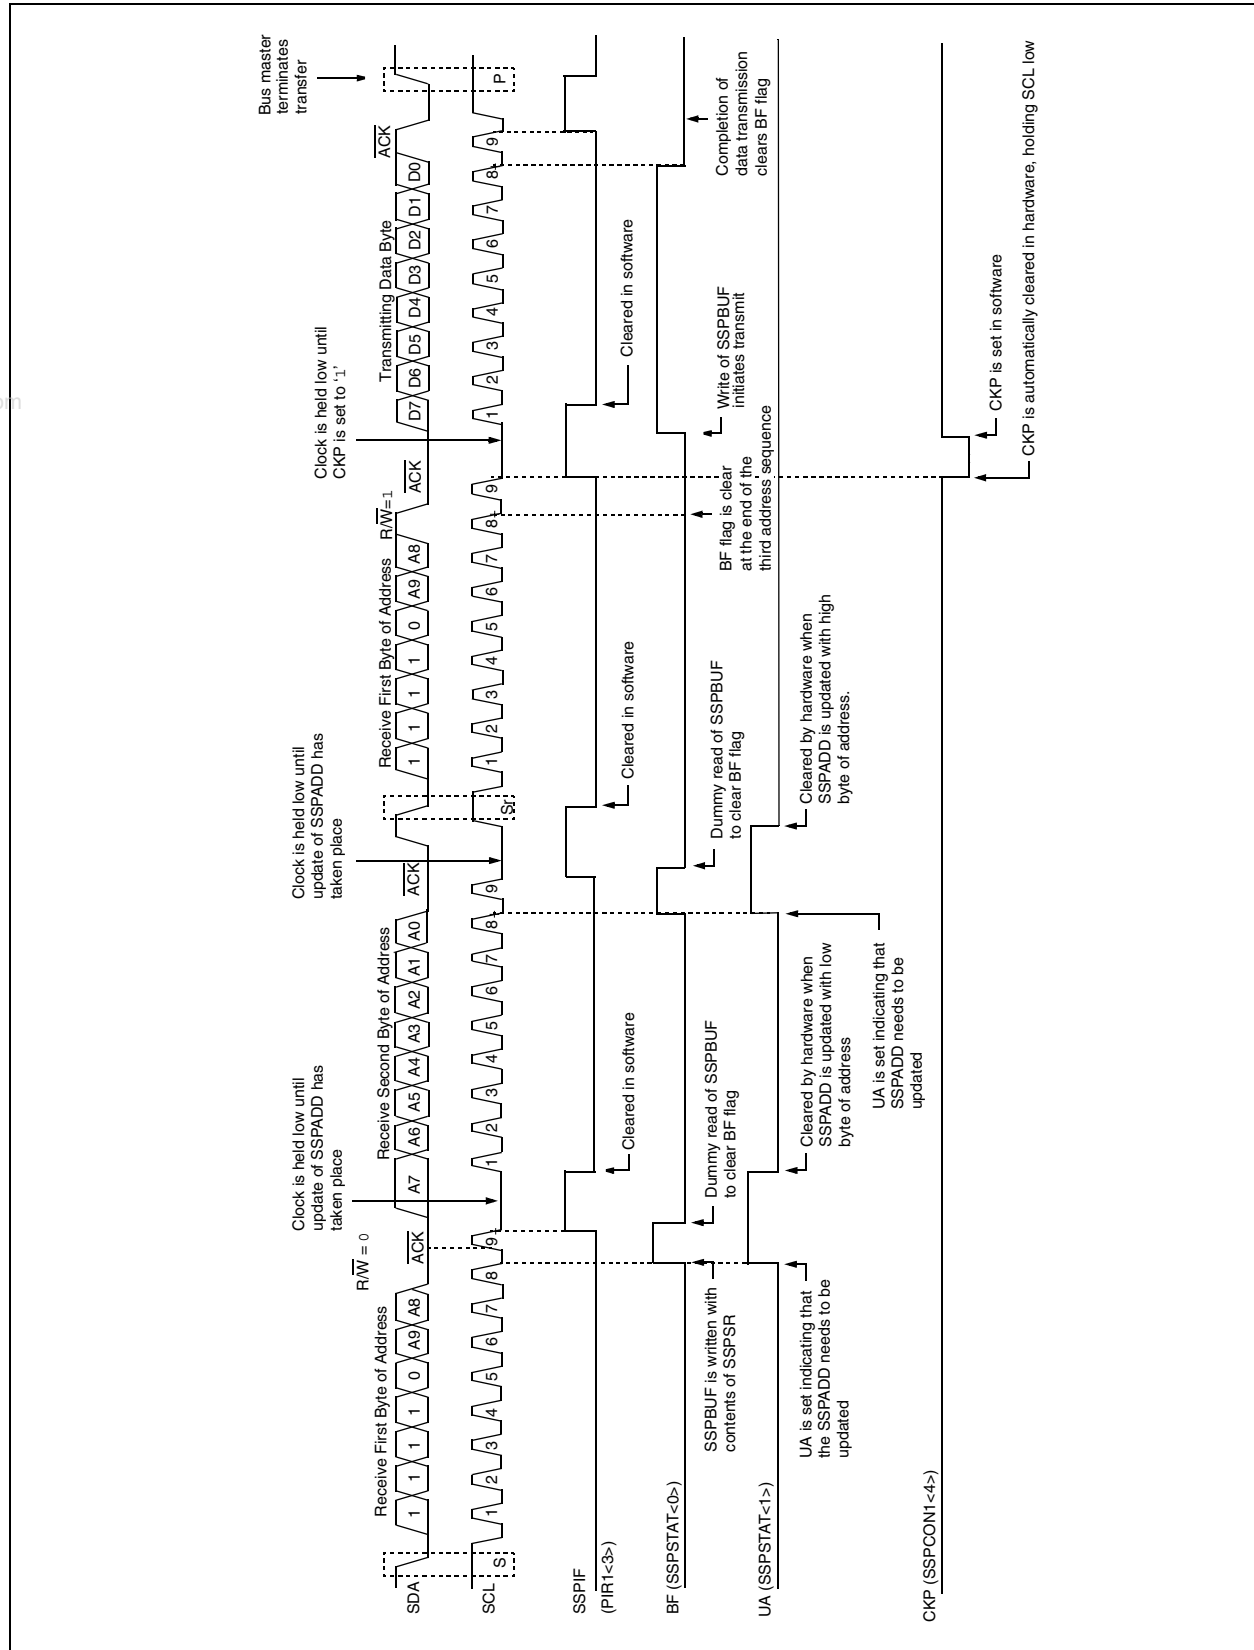 Bus master
terminates
transfer
Clock is held low until
CKP is set to ‘1’
Clock is held low until
update of SSPADD has
taken place
Clock is held low until
update of SSPADD has
taken place
Receive First Byte of Address
R/W = 0
Receive Second Byte of Address
Receive First Byte of Address
R/W=1
Transmitting Data Byte
SDA
1 1 1 1 0 A9 A8
ACK
A7 A6 A5 A4 A3 A2 A1 A0
ACK
1 1 1 1 0 A9 A8
ACK
D7 D6 D5 D4 D3 D2 D1 D0
ACK
SCL
S
1 2 3 4 5 6 7 8 9
1 2 3 4 5 6 7 8 9
Sr
1 2 3 4 5 6 7 8 9
1 2 3 4 5 6 7 8 9
P
SSPIF
(PIR1<3>)
Cleared in software
Cleared in software
Cleared in software
BF (SSPSTAT<0>)
SSPBUF is written with
contents of SSPSR
Dummy read of SSPBUF
to clear BF flag
Dummy read of SSPBUF
to clear BF flag
BF flag is clear
at the end of the
third address sequence
Write of SSPBUF
initiates transmit
Completion of
data transmission
clears BF flag
UA (SSPSTAT<1>)
UA is set indicating that
the SSPADD needs to be
updated
Cleared by hardware when
SSPADD is updated with low
byte of address
UA is set indicating that
SSPADD needs to be
updated
Cleared by hardware when
SSPADD is updated with high
byte of address.
CKP (SSPCON1<4>)
CKP is set in software
CKP is automatically cleared in hardware, holding SCL low
om